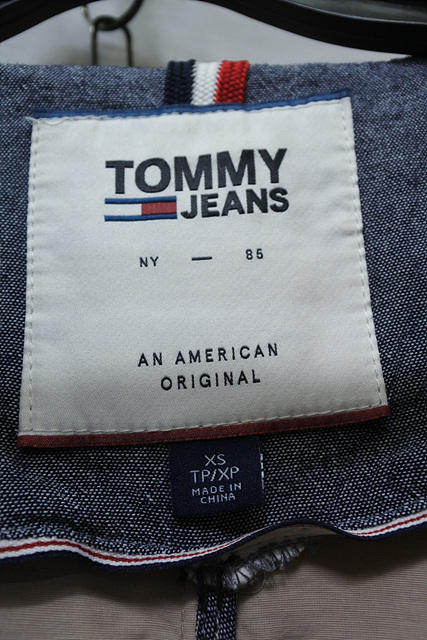 TOMMY
JEANS
NY — 85
AN AMERICAN
ORIGINAL
XS
TP/XP
MADE IN
CHINA